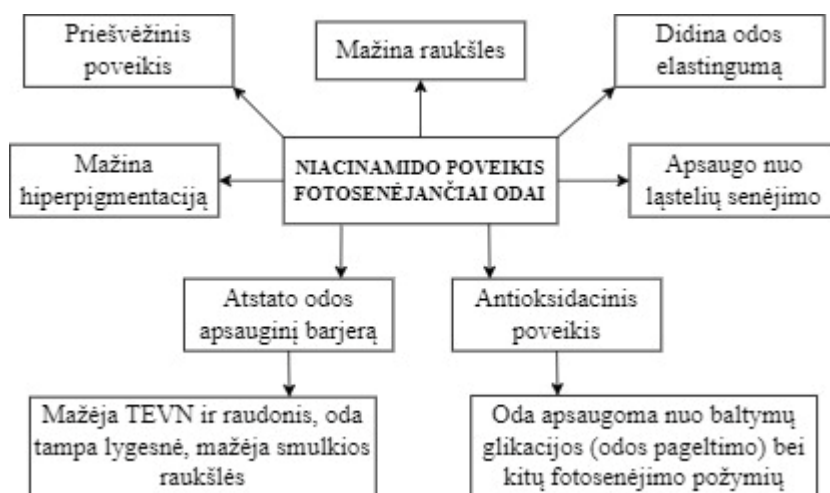 Priešvėžinis
poveikis
Mažina raukšles
Didina odos
elastingumą
Mažina
hiperpigmentaciją
NIACINAMIDO POVEIKIS
FOTOSENĖJANČIAI ODAI
Apsaugo nuo
ląstelių senėjimo
Atstato odos
apsauginį barjerą
Antioksidacinis
poveikis
Mažėja TEVN ir raudonis, oda
tampa lygesnė, mažėja smulkios
raukšlės
Oda apsaugoma nuo baltymų
glikacijos (odos pageltimo) bei
kitų fotosenėjimo požymių